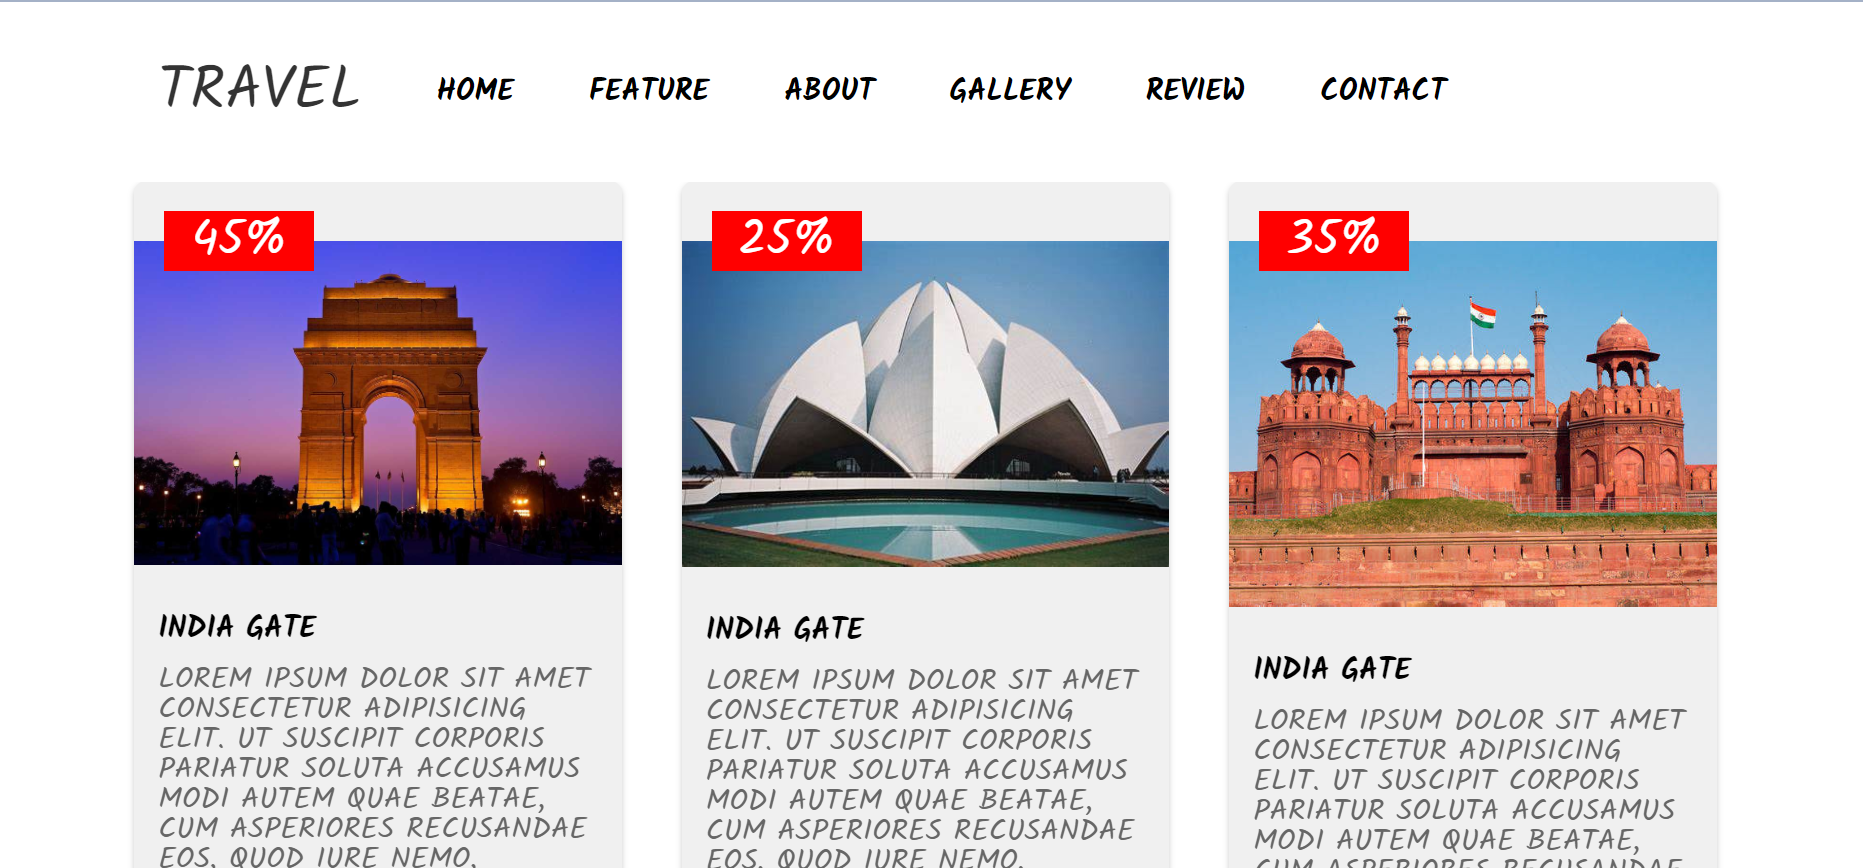 TRAVEL HOME FEATURE ABOUT GALLERY REVIEW CONTACT
45%
INDIA GATE
LOREM IPSUM DOLOR SIT AMET
CONSECTETUR ADIPISICING
ELIT. UT SUSCIPIT CORPORIS
PARIATUR SOLUTA ACCUSAMUS
MODI AUTEM QUAE BEATAE,
CUM ASPERIORES RECUSANDAE
EOS, QUOD IURE NEMO,
25%
INDIA GATE
LOREM IPSUM DOLOR SIT AMET
CONSECTETUR ADIPISICING
ELIT. UT SUSCIPIT CORPORIS
PARIATUR SOLUTA ACCUSAMUS
MODI AUTEM QUAE BEATAE,
CUM ASPERIORES RECUSANDAE
EOS, QUOD IURE NEMO,
35%
INDIA GATE
LOREM IPSUM DOLOR SIT AMET
CONSECTETUR ADIPISICING
ELIT. UT SUSCIPIT CORPORIS
PARIATUR SOLUTA ACCUSAMUS
MODI AUTEM QUAE BEATAE,
CUM ASPERIORES RECUSANDAE